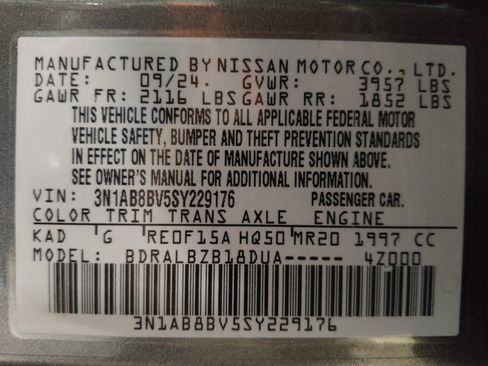 MANUFACTURED BY NISSAN MOTOR CO., LTD.
DATE: 09/24. GVWR: 3957 LBS
GAWR FR: 2116 LBS GAWR RR: 1852 LBS
THIS VEHICLE CONFORMS TO ALL APPLICABLE FEDERAL MOTOR
VEHICLE SAFETY, BUMPER AND THEFT PREVENTION STANDARDS
IN EFFECT ON THE DATE OF MANUFACTURE SHOWN ABOVE.
SEE OWNER'S MANUAL FOR ADDITIONAL INFORMATION.
VIN: 3N1AB8BV5SY229176 PASSENGER CAR.
COLOR TRIM TRANS AXLE ENGINE
KAD G RE0F15A HQ50 MR20 1997 CC
MODEL: BDRALBZB18DUA----- 4Z000
3N1AB8BV5SY229176